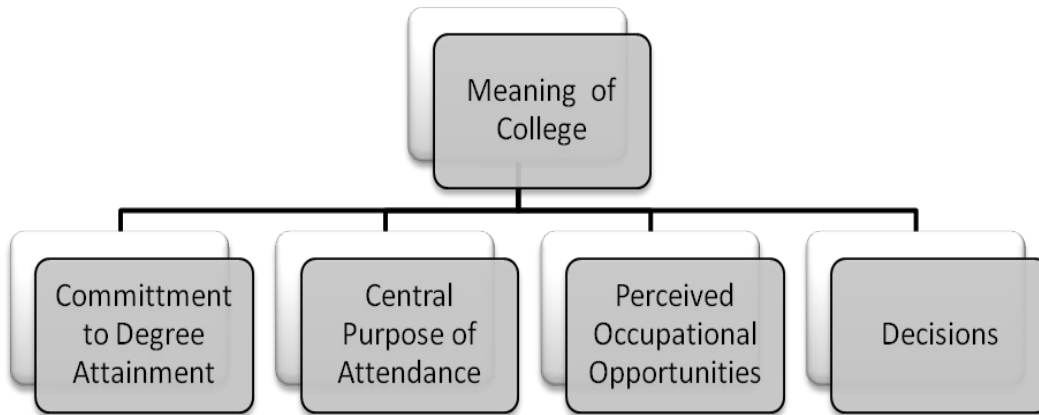 Meaning of
College
Committment
to Degree
Attainment
Central
Purpose of
Attendance
Perceived
Occupational
Opportunities
Decisions